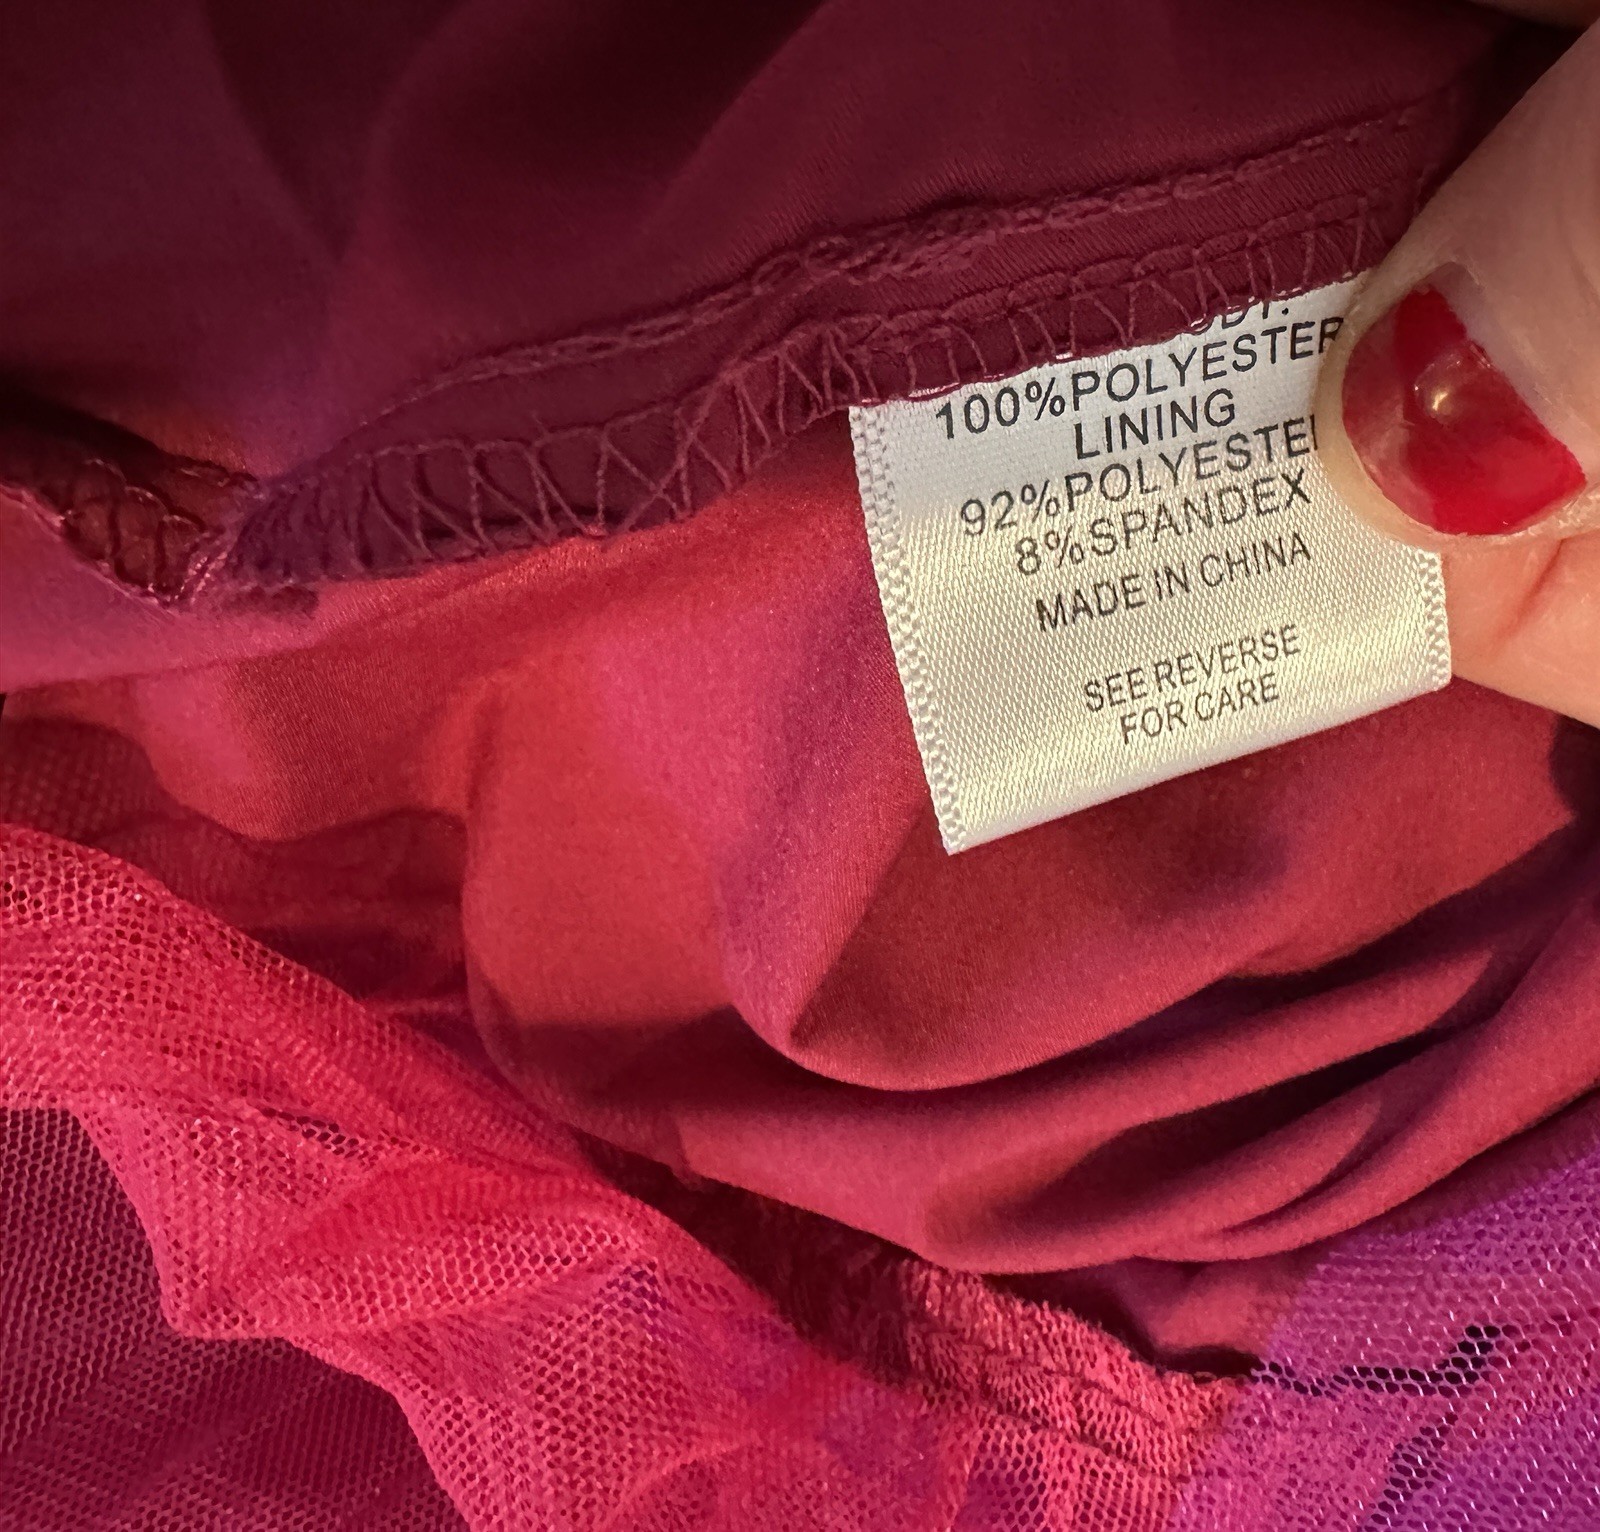 100%POLYESTER
LINING
92%POLYESTER
8%SPANDEX
MADE IN CHINA
SEE REVERSE
FOR CARE